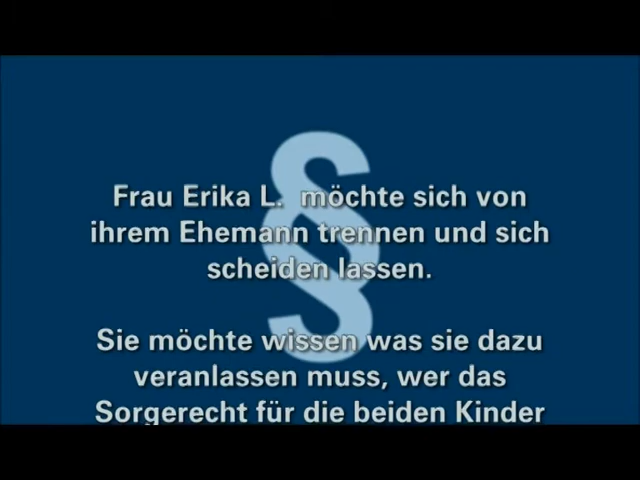 §
Frau Erika L. möchte sich von
ihrem Ehemann trennen und sich
scheiden lassen.
Sie möchte wissen was sie dazu
veranlassen muss, wer das
Sorgerecht für die beiden Kinder